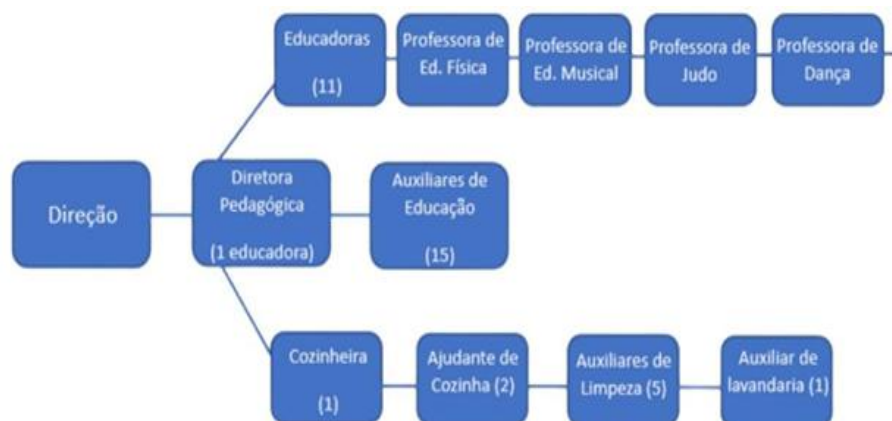 Educadoras
(11)
Professora de
Ed. Física
Professora de
Ed. Musical
Professora de
Judo
Professora de
Dança
Direção
Diretora
Pedagógica
(1 educadora)
Auxiliares de
Educação
(15)
Cozinheira
(1)
Ajudante de
Cozinha (2)
Auxiliares de
Limpeza (5)
Auxiliar de
lavandaria (1)